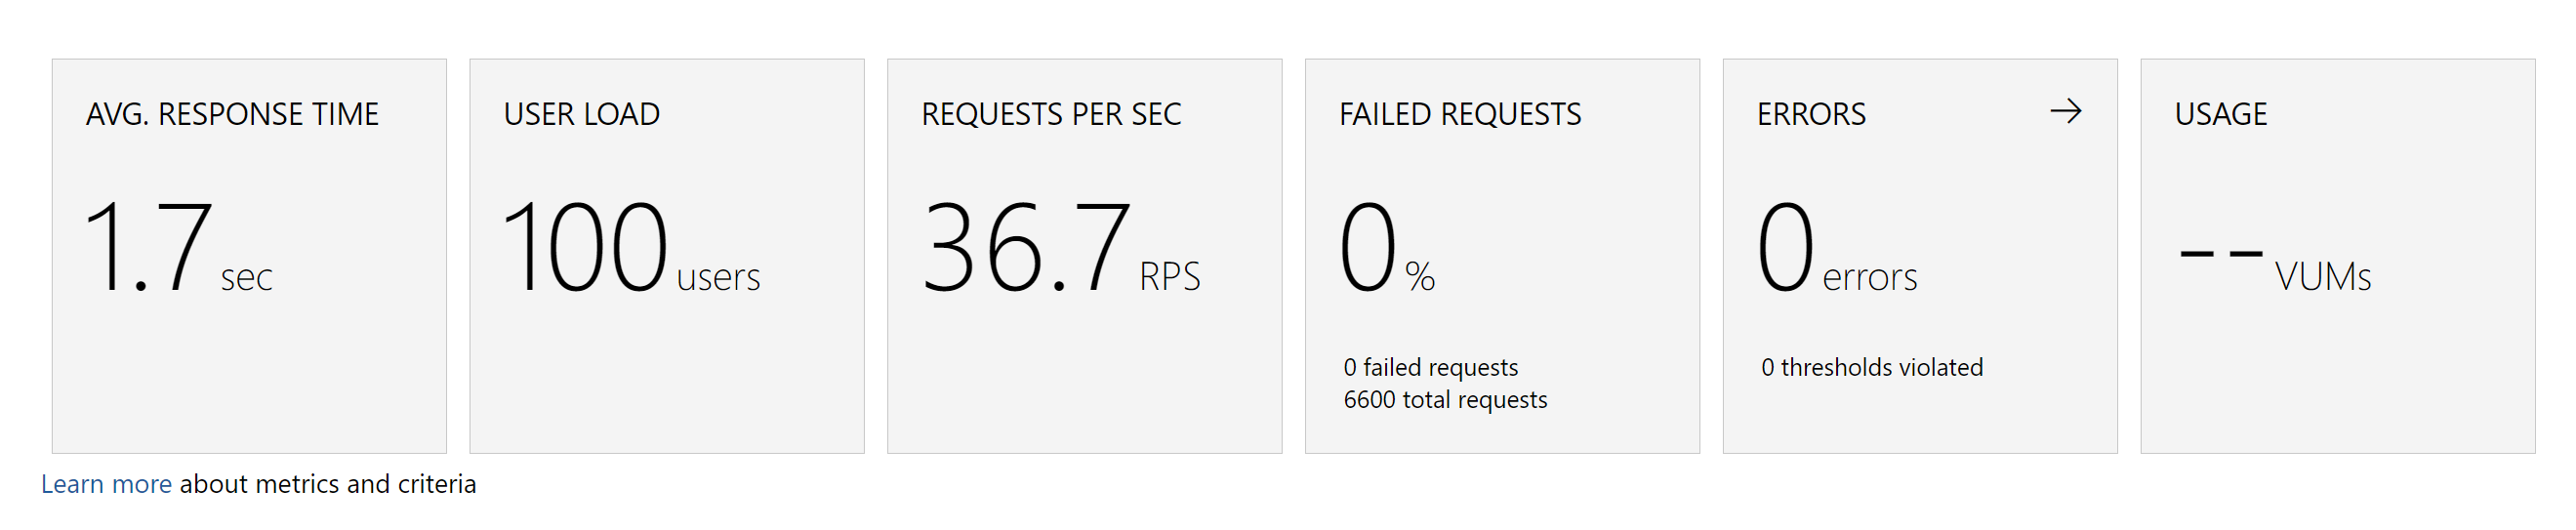 AVG. RESPONSE TIME
1.7 sec
USER LOAD
100 users
REQUESTS PER SEC
36.7 RPS
FAILED REQUESTS
0 %
0 failed requests
6600 total requests
ERRORS →
0 errors
0 thresholds violated
USAGE
-- VUMs
Learn more about metrics and criteria